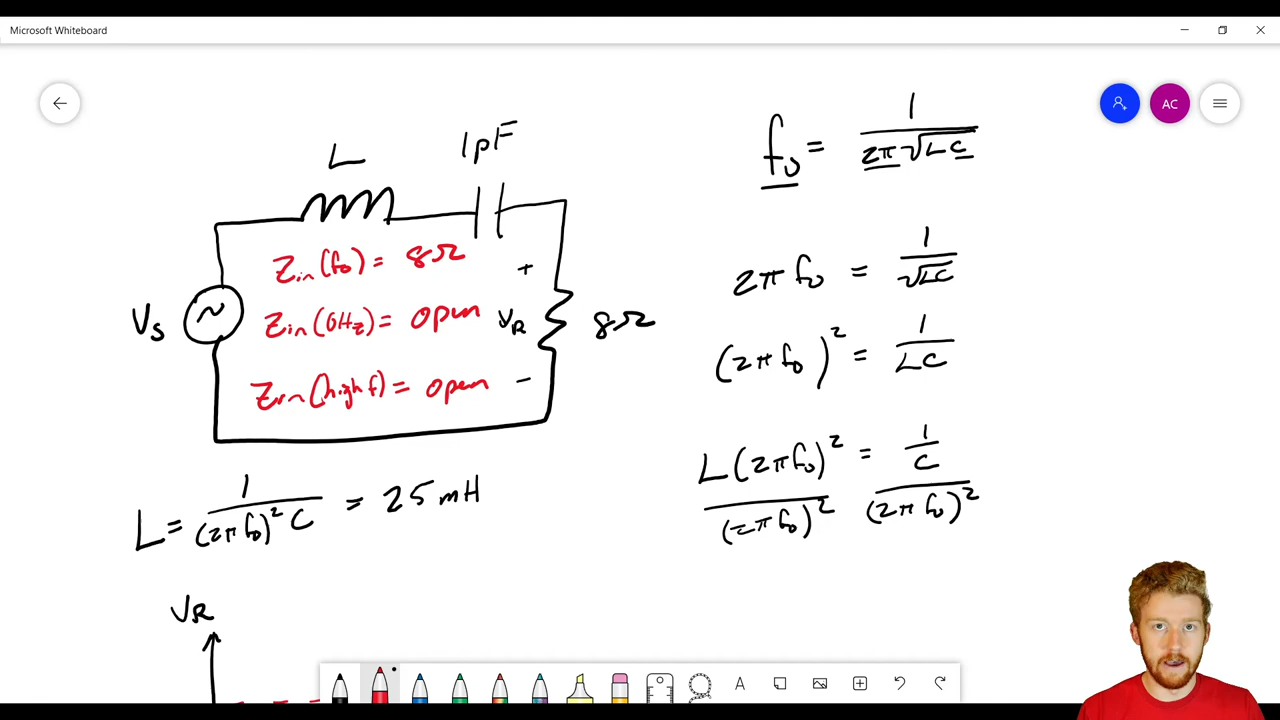 Microsoft Whiteboard
AC
L
1pF
Zin(f0) = 8Ω
Zin(0Hz) = open
Zin(high f) = open
Vs
+
VR
-
8Ω
L = 1/((2πf0)²C) = 25mH
VR
f0 = 1/(2π√LC)
2πf0 = 1/√LC
(2πf0)² = 1/LC
L(2πf0)²/(2πf0)² = (1/C)/(2πf0)²
A